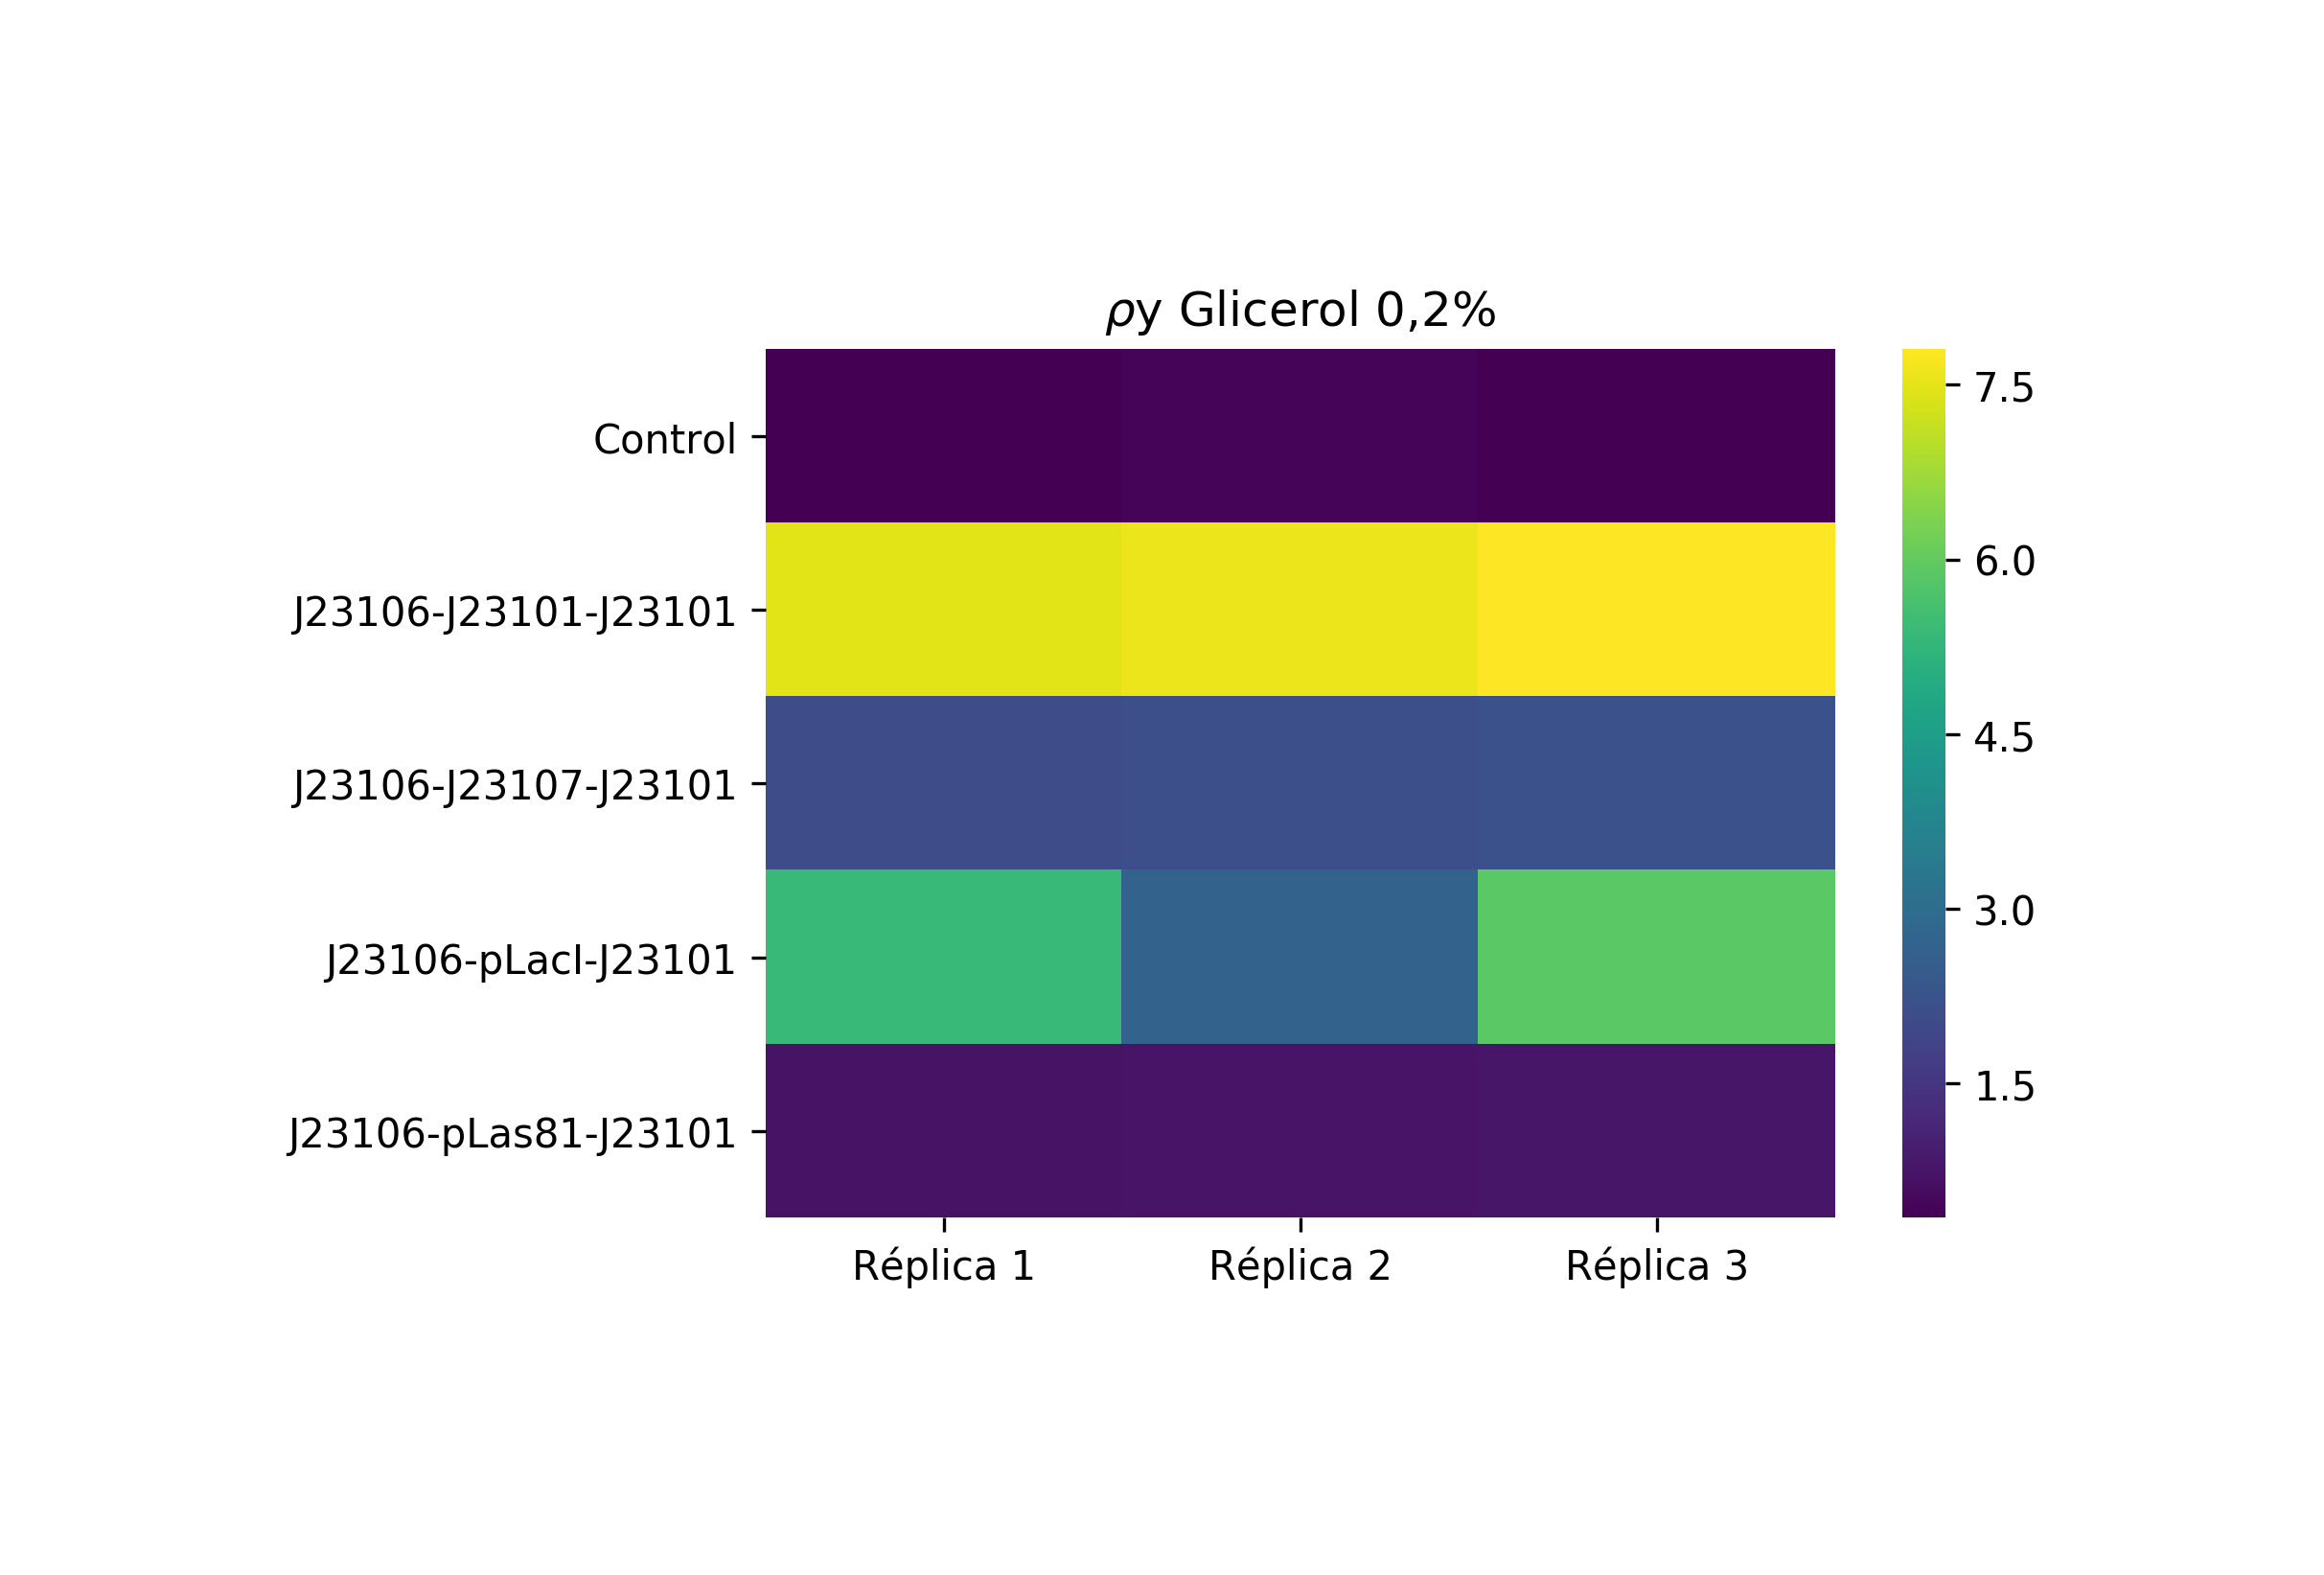 ρy Glicerol 0,2%
Control
J23106-J23101-J23101
J23106-J23107-J23101
J23106-pLacI-J23101
J23106-pLas81-J23101
Réplica 1
Réplica 2
Réplica 3
7.5
6.0
4.5
3.0
1.5